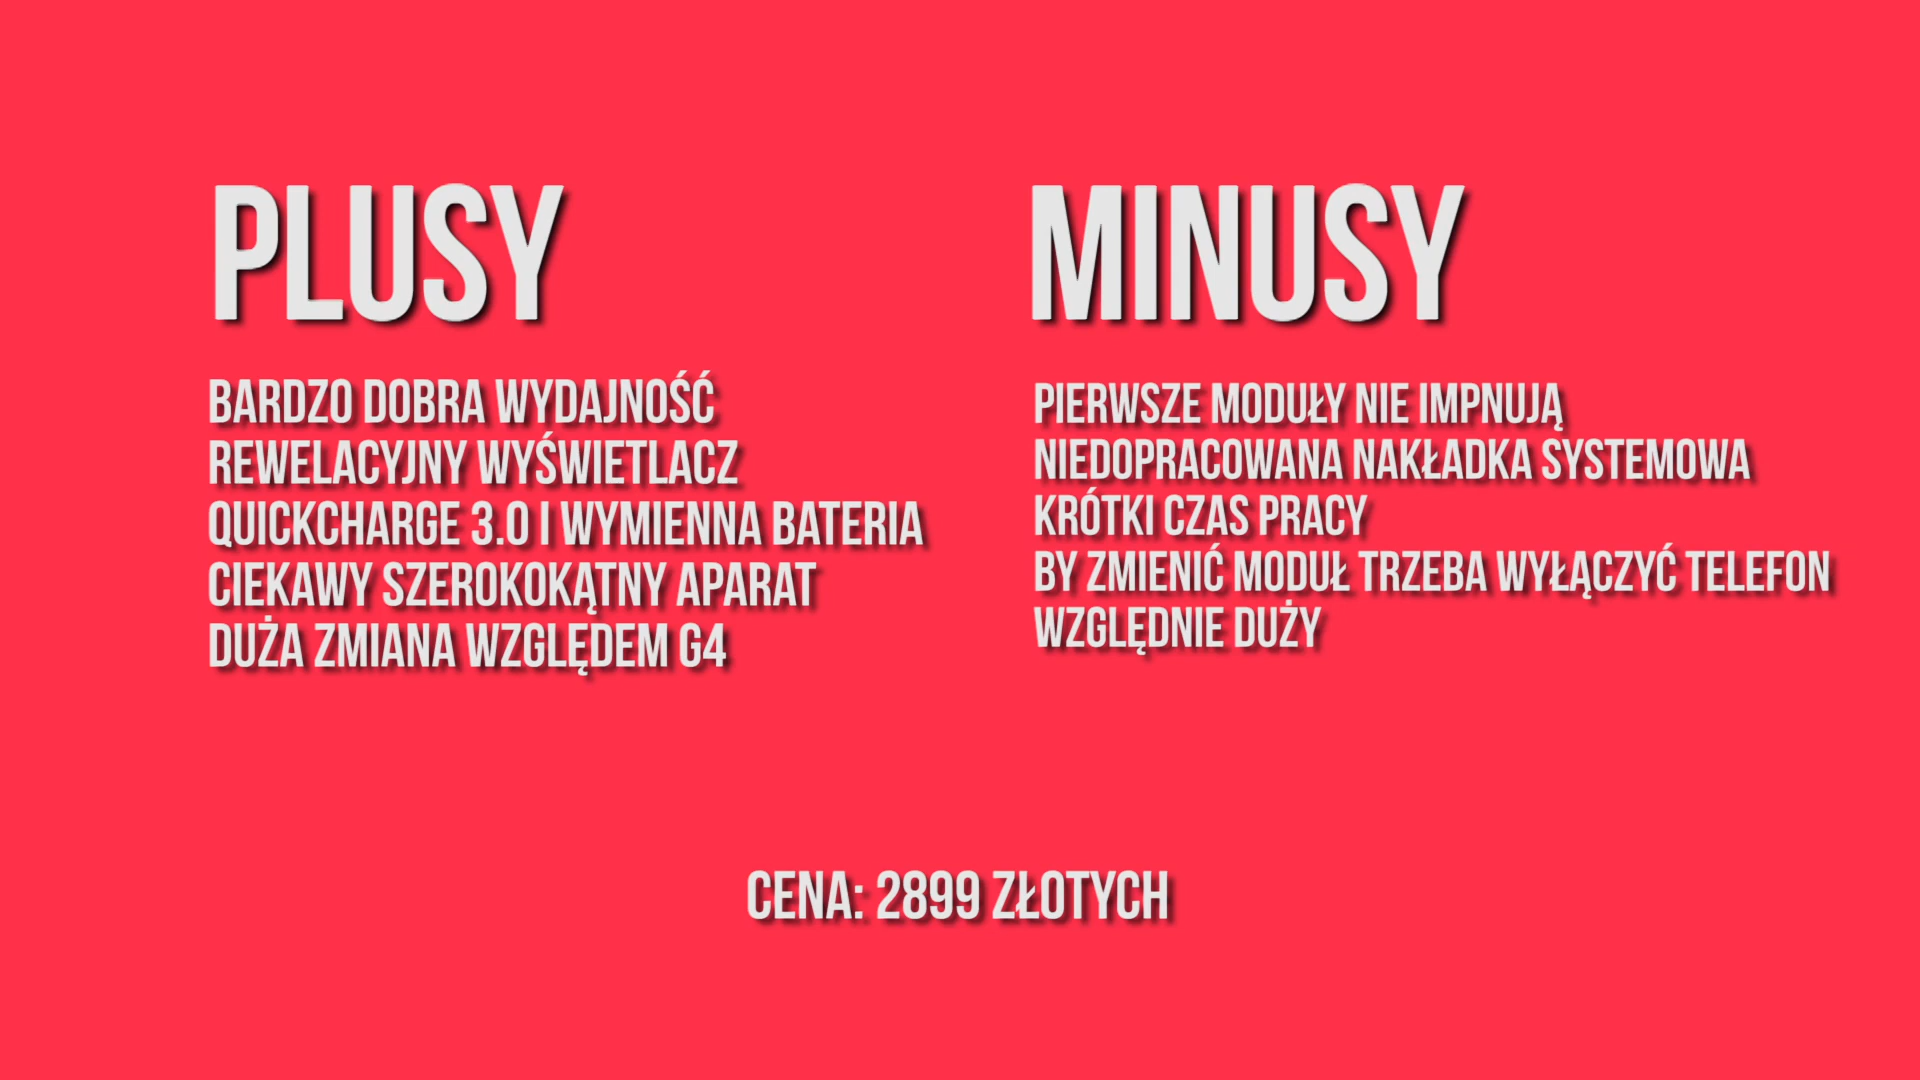 PLUSY
BARDZO DOBRA WYDAJNOŚĆ
REWELACYJNY WYŚWIETLACZ
QUICKCHARGE 3.0 I WYMIENNA BATERIA
CIEKAWY SZEROKOKĄTNY APARAT
DUŻA ZMIANA WZGLĘDEM G4
MINUSY
PIERWSZE MODUŁY NIE IMPNUJĄ
NIEDOPRACOWANA NAKŁADKA SYSTEMOWA
KRÓTKI CZAS PRACY
BY ZMIENIĆ MODUŁ TRZEBA WYŁĄCZYĆ TELEFON
WZGLĘDNIE DUŻY
CENA: 2899 ZŁOTYCH